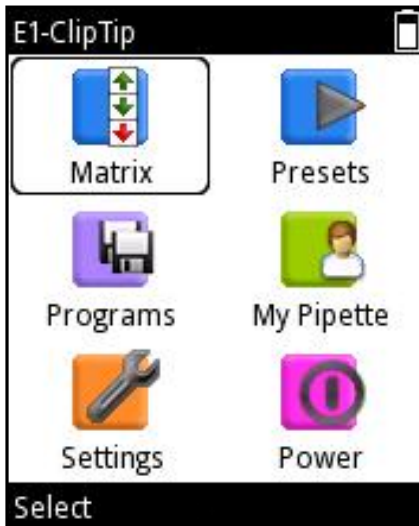 E1-ClipTip
Matrix Presets
Programs My Pipette
Settings Power
Select